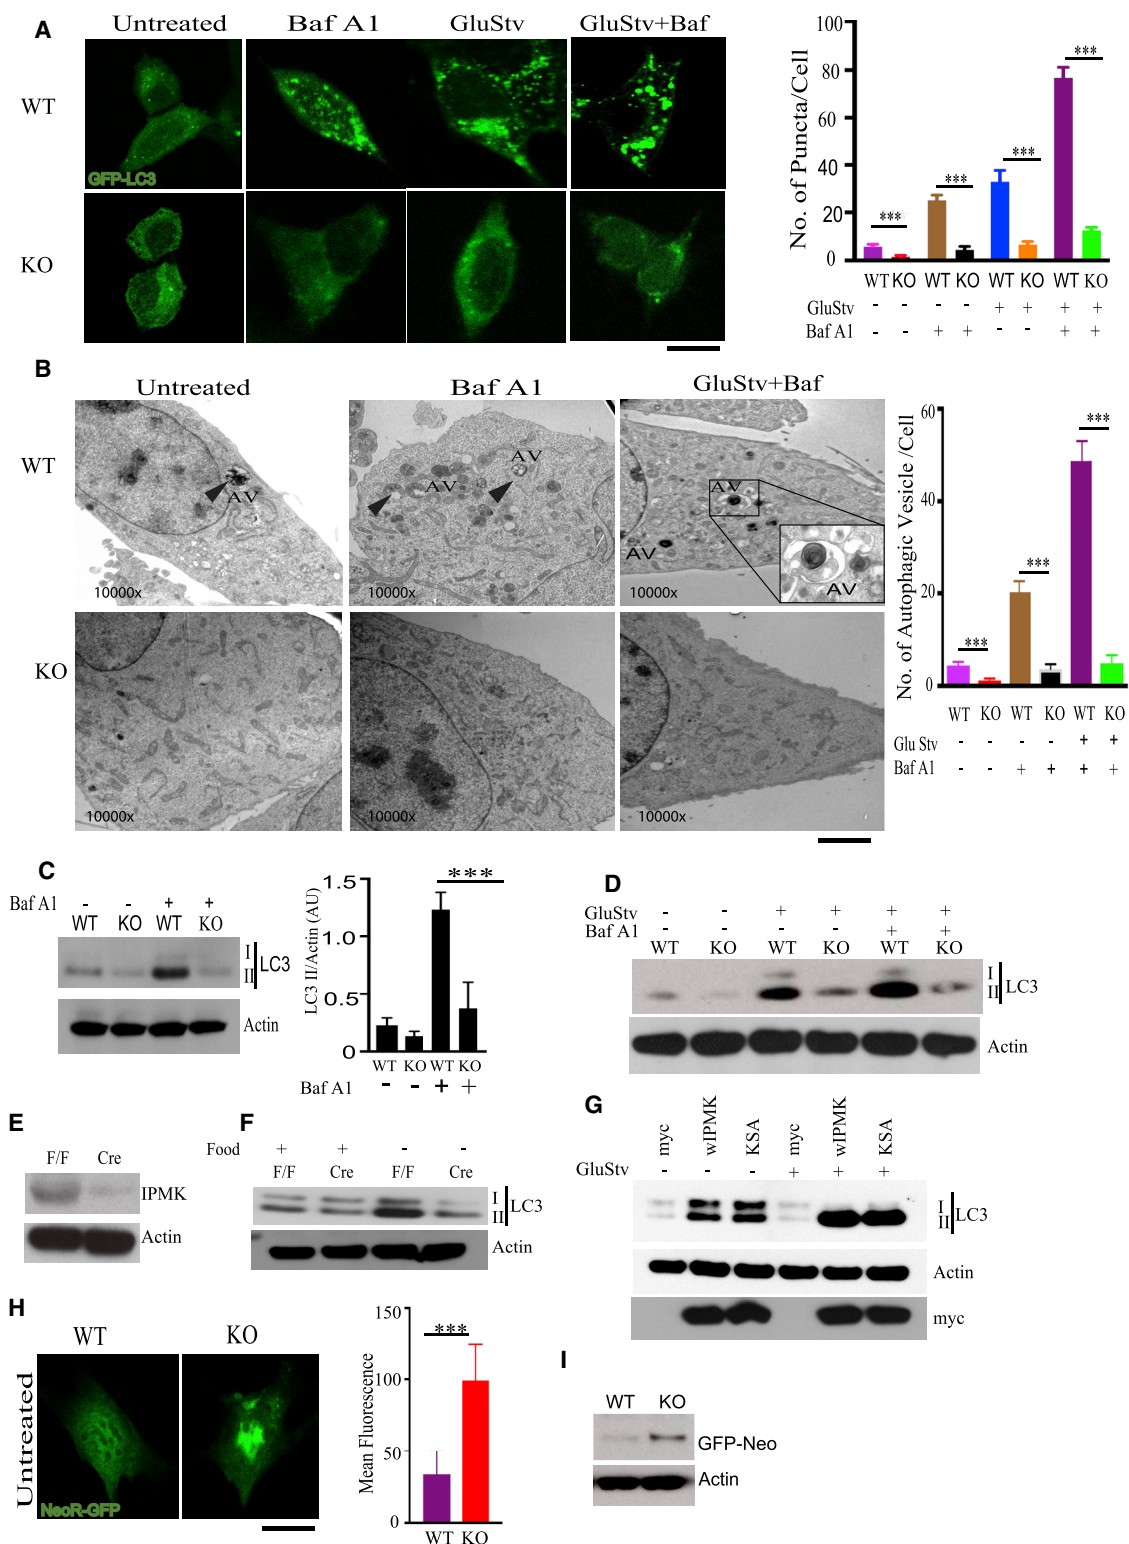 A
Untreated Baf A1 GluStv GluStv+Baf
WT
GFP-LC3
KO
No. of Puncta/Cell
100
80
60
40
20
0
*** *** *** ***
WT KO WT KO WT KO WT KO
GluStv - - - - + + + +
Baf A1 - - + + - - + +
B
Untreated Baf A1 GluStv+Baf
WT
AV
AV AV
AV AV AV
10000x 10000x 10000x
KO
10000x 10000x 10000x
No. of Autophagic Vesicle /Cell
60
40
20
0
*** *** ***
WT KO WT KO WT KO
Glu Stv - - - - + +
Baf A1 - - + + + +
C
Baf A1 - - + +
WT KO WT KO
I
II
LC3
Actin
LC3 II/Actin (AU)
1.5
1.0
0.5
0
***
WT KO WT KO
Baf A1 - - + +
D
GluStv - - + + + +
Baf A1 - - - - + +
WT KO WT KO WT KO
I
II
LC3
Actin
E
F/F Cre
IPMK
Actin
F
Food + + - -
F/F Cre F/F Cre
I
II
LC3
Actin
G
myc wIPMK KSA myc wIPMK KSA
GluStv - - - + + +
I
II
LC3
Actin
myc
H
WT KO
Untreated
NeoR-GFP
Mean Fluorescence
150
100
50
0
***
WT KO
I
WT KO
GFP-Neo
Actin